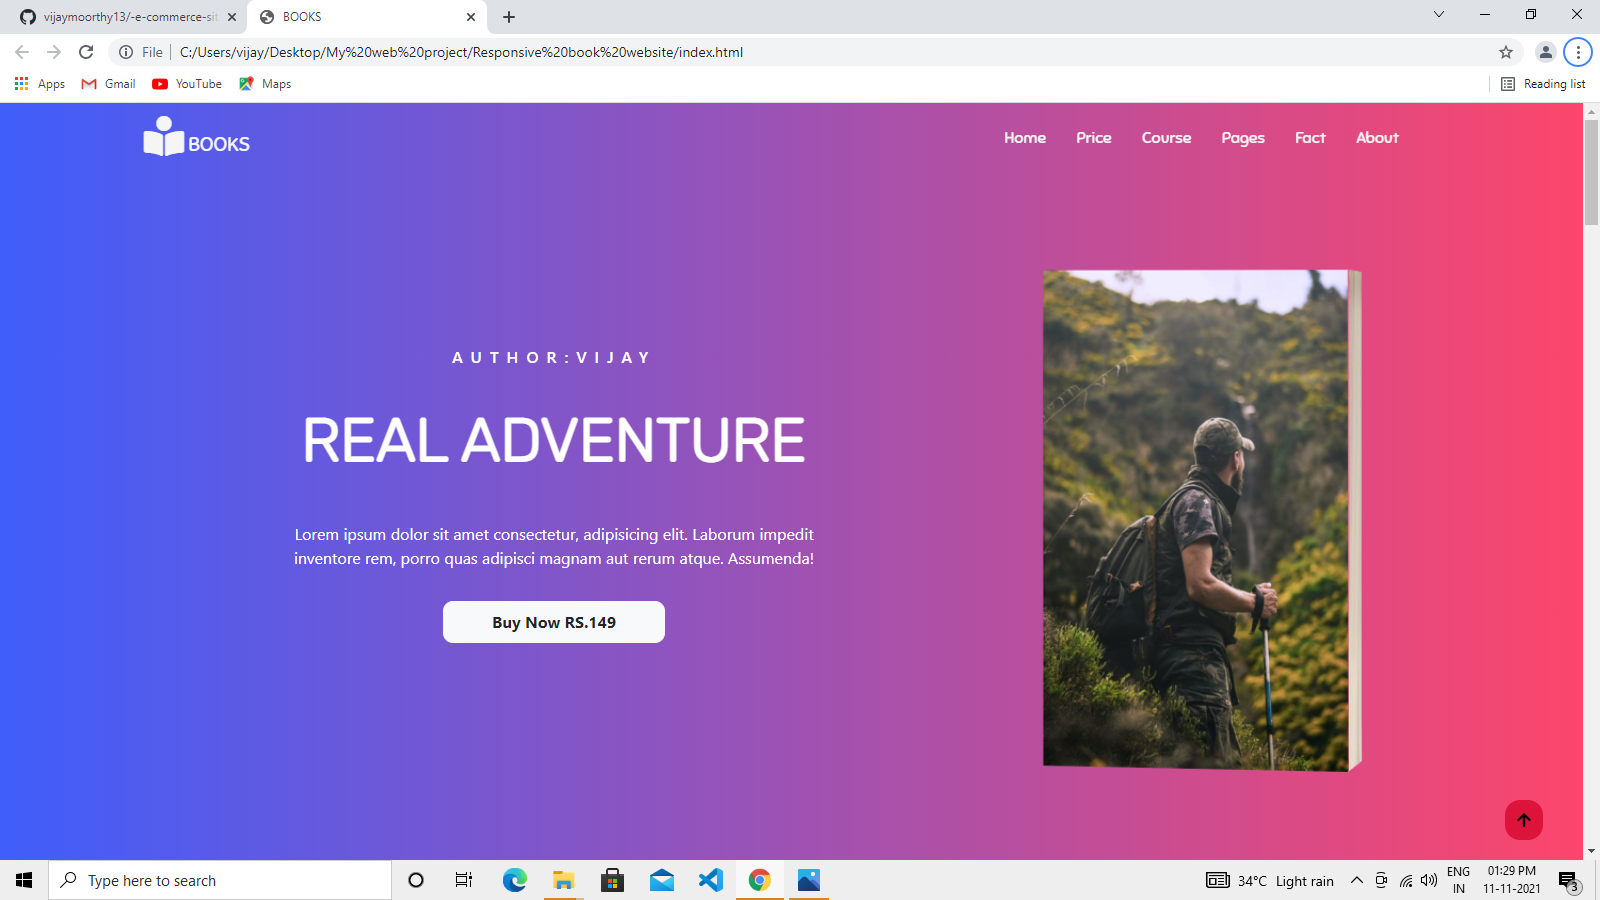 vijaymoorthy13/-e-commerce-sit
BOOKS
File
C:/Users/vijay/Desktop/My%20web%20project/Responsive%20book%20website/index.html
Apps
Gmail
YouTube
Maps
Reading list
BOOKS
Home
Price
Course
Pages
Fact
About
AUTHOR:VIJAY
REAL ADVENTURE
Lorem ipsum dolor sit amet consectetur, adipisicing elit. Laborum impedit
inventore rem, porro quas adipisci magnam aut rerum atque. Assumenda!
Buy Now RS.149
Type here to search
34°C Light rain
ENG
IN
01:29 PM
11-11-2021
3